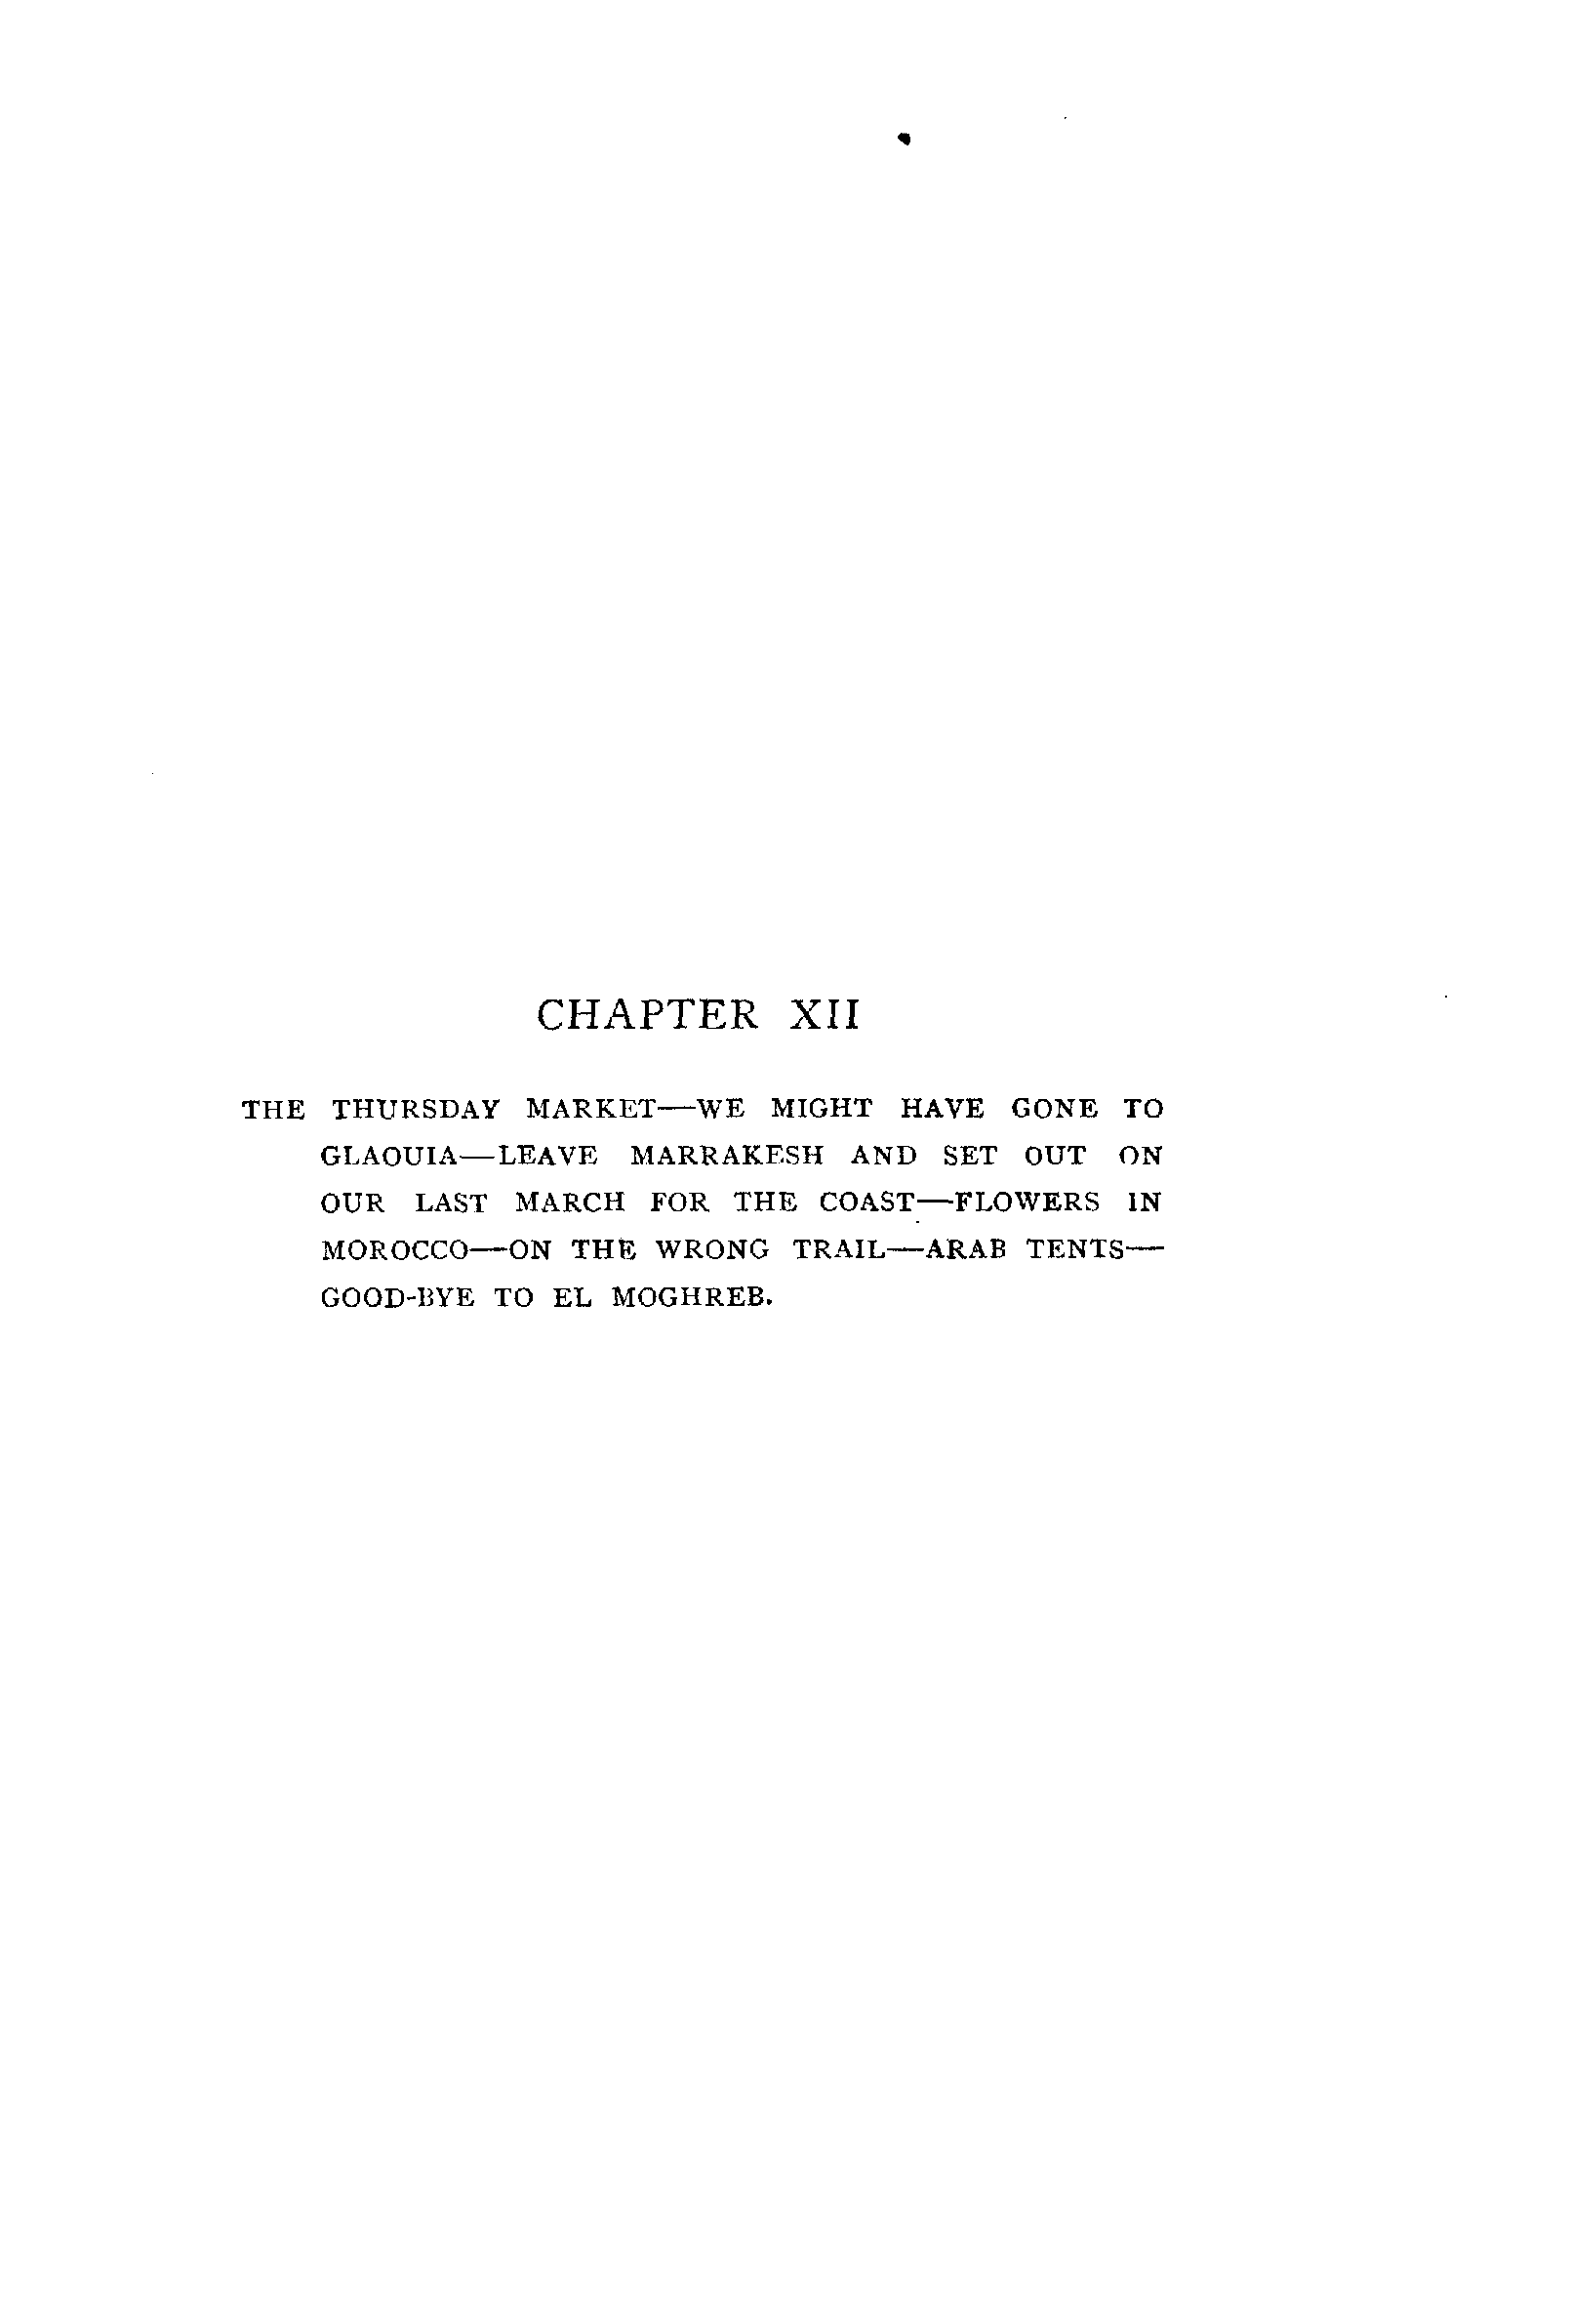 CHAPTER XII
THE THURSDAY MARKET—WE MIGHT HAVE GONE TO
GLAOUIA—LEAVE MARRAKESH AND SET OUT ON
OUR LAST MARCH FOR THE COAST—FLOWERS IN
MOROCCO—ON THE WRONG TRAIL—ARAB TENTS—
GOOD-BYE TO EL MOGHREB.